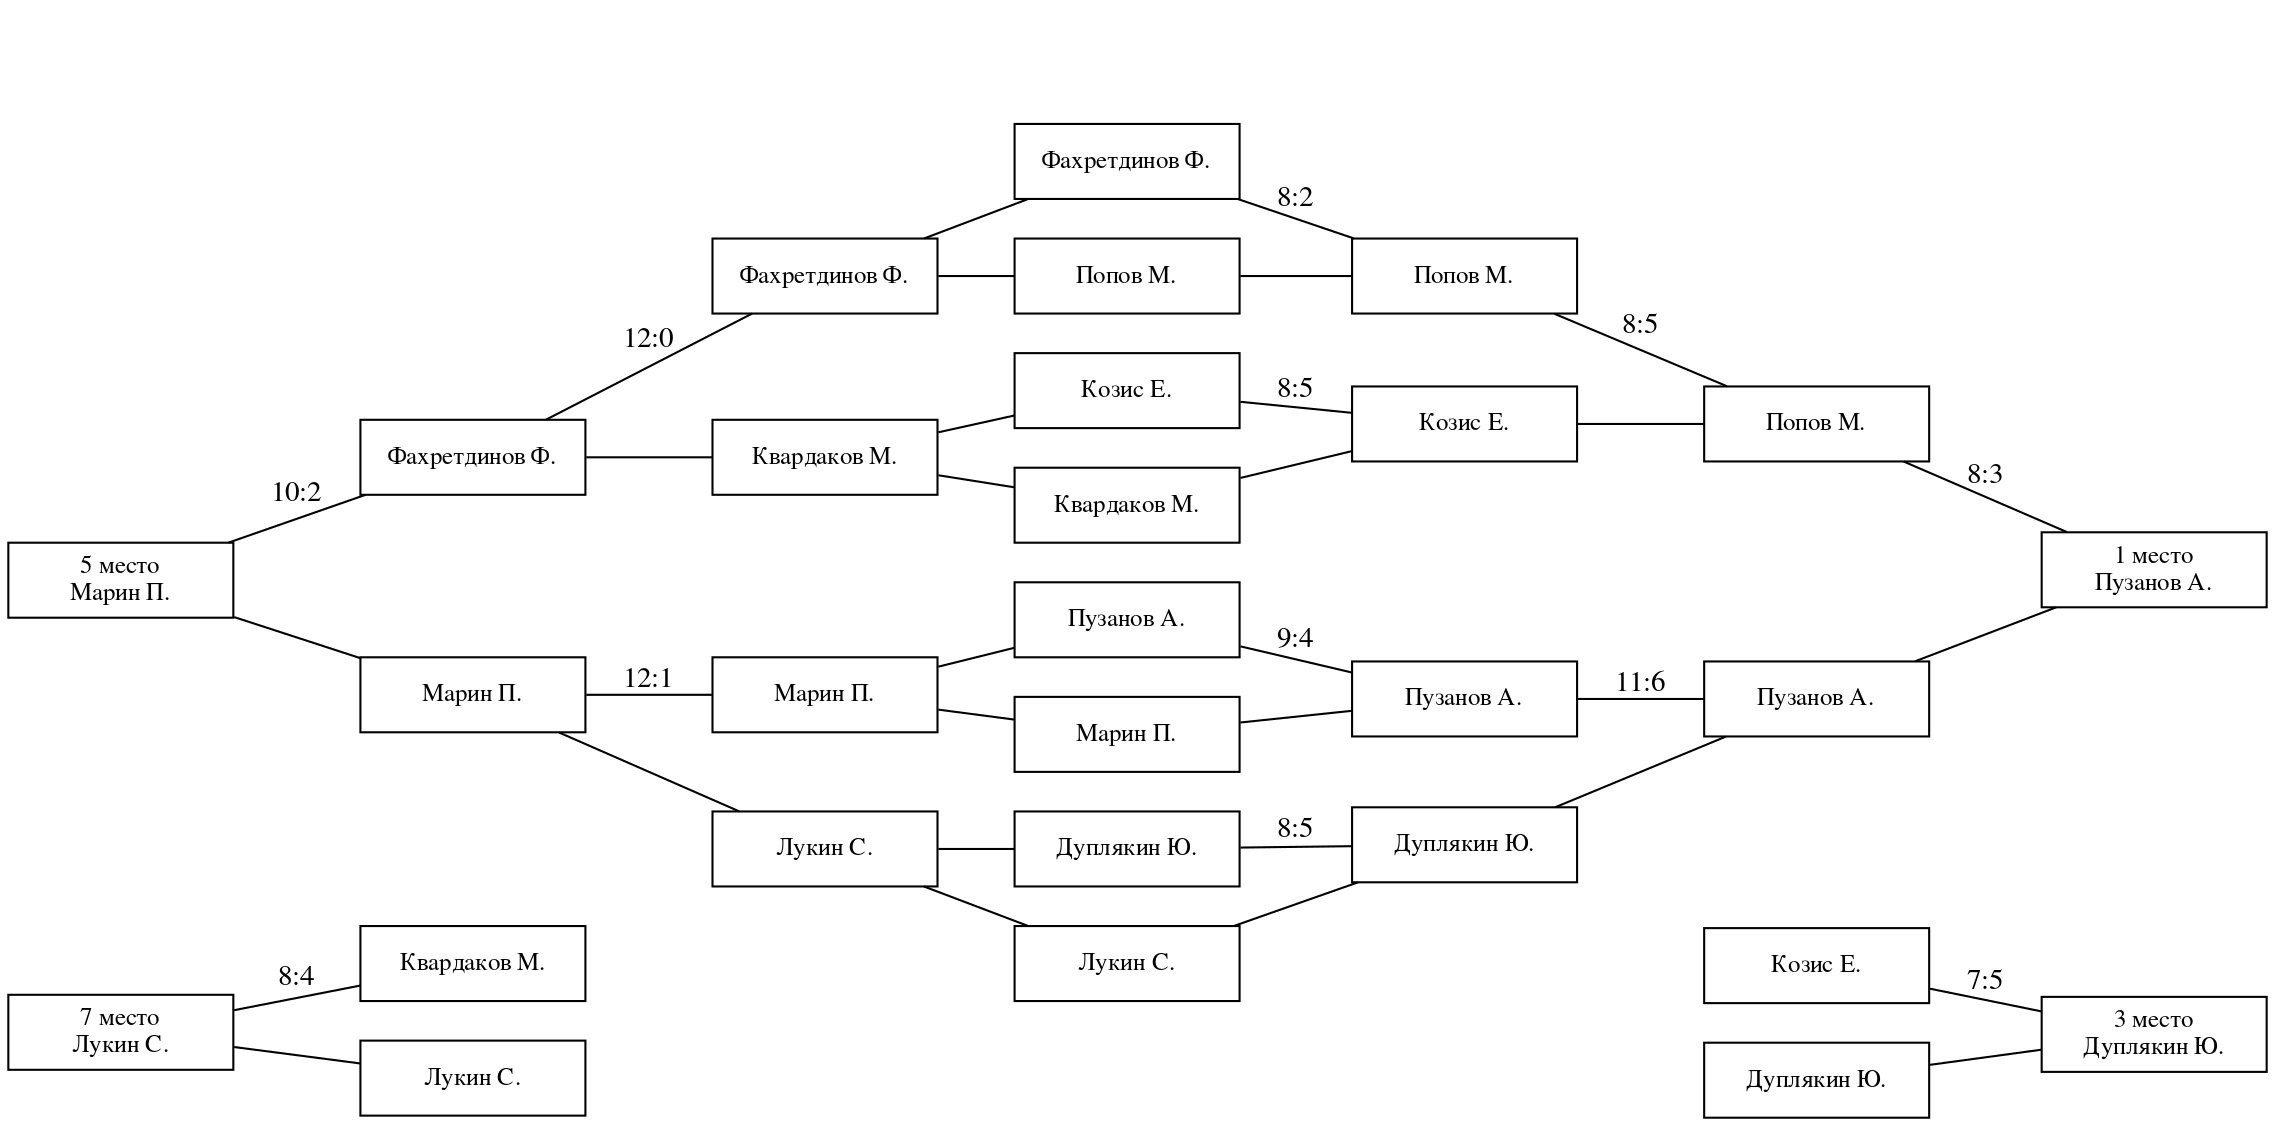 Фахретдинов Ф.
8:2
Фахретдинов Ф.
Попов М.
Попов М.
12:0
8:5
Козис Е.
8:5
Козис Е.
Попов М.
Фахретдинов Ф.
Квардаков М.
8:3
10:2
Квардаков М.
5 место
Марин П.
1 место
Пузанов А.
Пузанов А.
9:4
Марин П.
12:1
Марин П.
Марин П.
Пузанов А.
11:6
Пузанов А.
Лукин С.
Дуплякин Ю.
8:5
Дуплякин Ю.
Лукин С.
Квардаков М.
8:4
7 место
Лукин С.
Лукин С.
Козис Е.
7:5
3 место
Дуплякин Ю.
Дуплякин Ю.